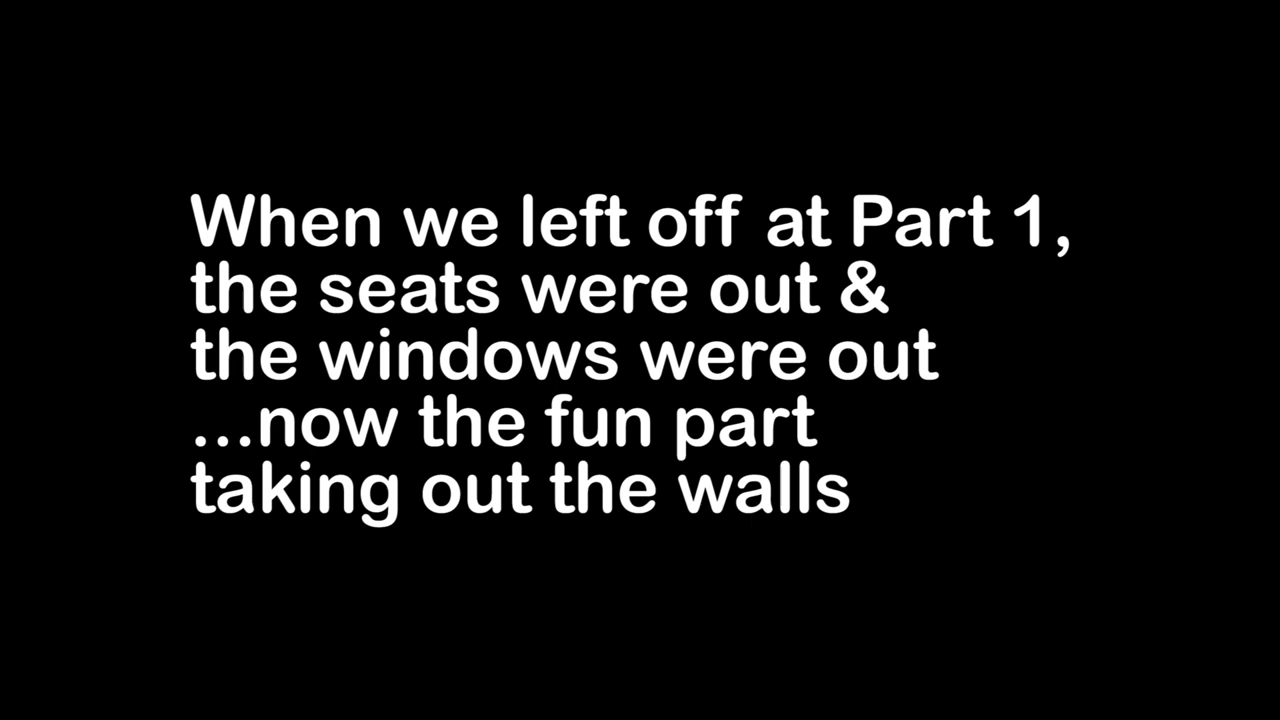 When we left off at Part 1,
the seats were out &
the windows were out
...now the fun part
taking out the walls